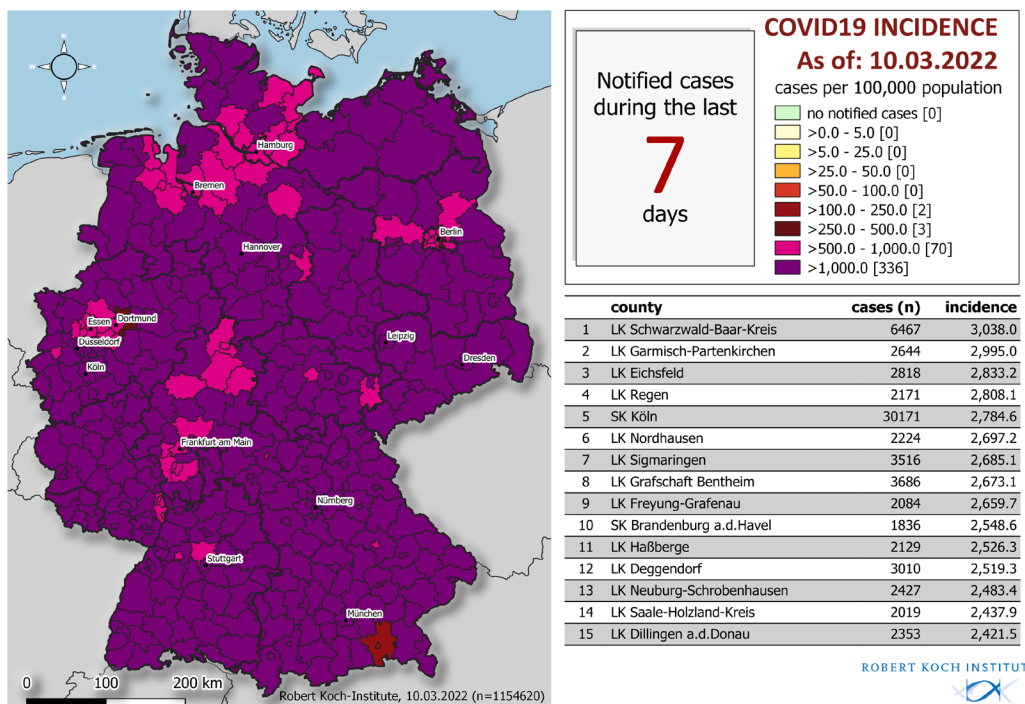 N
W E
S
Hamburg
Bremen
Berlin
Hannover
Essen
Dortmund
Düsseldorf
Köln
Leipzig
Dresden
Frankfurt am Main
Nürnberg
Stuttgart
München
0 100 200 km
Robert Koch-Institute, 10.03.2022 (n=1154620)
Notified cases
during the last
7
days
COVID19 INCIDENCE
As of: 10.03.2022
cases per 100,000 population
no notified cases [0]
>0.0 - 5.0 [0]
>5.0 - 25.0 [0]
>25.0 - 50.0 [0]
>50.0 - 100.0 [0]
>100.0 - 250.0 [2]
>250.0 - 500.0 [3]
>500.0 - 1,000.0 [70]
>1,000.0 [336]
county cases (n) incidence
1 LK Schwarzwald-Baar-Kreis 6467 3,038.0
2 LK Garmisch-Partenkirchen 2644 2,995.0
3 LK Eichsfeld 2818 2,833.2
4 LK Regen 2171 2,808.1
5 SK Köln 30171 2,784.6
6 LK Nordhausen 2224 2,697.2
7 LK Sigmaringen 3516 2,685.1
8 LK Grafschaft Bentheim 3686 2,673.1
9 LK Freyung-Grafenau 2084 2,659.7
10 SK Brandenburg a.d.Havel 1836 2,548.6
11 LK Haßberge 2129 2,526.3
12 LK Deggendorf 3010 2,519.3
13 LK Neuburg-Schrobenhausen 2427 2,483.4
14 LK Saale-Holzland-Kreis 2019 2,437.9
15 LK Dillingen a.d.Donau 2353 2,421.5
ROBERT KOCH INSTITUT